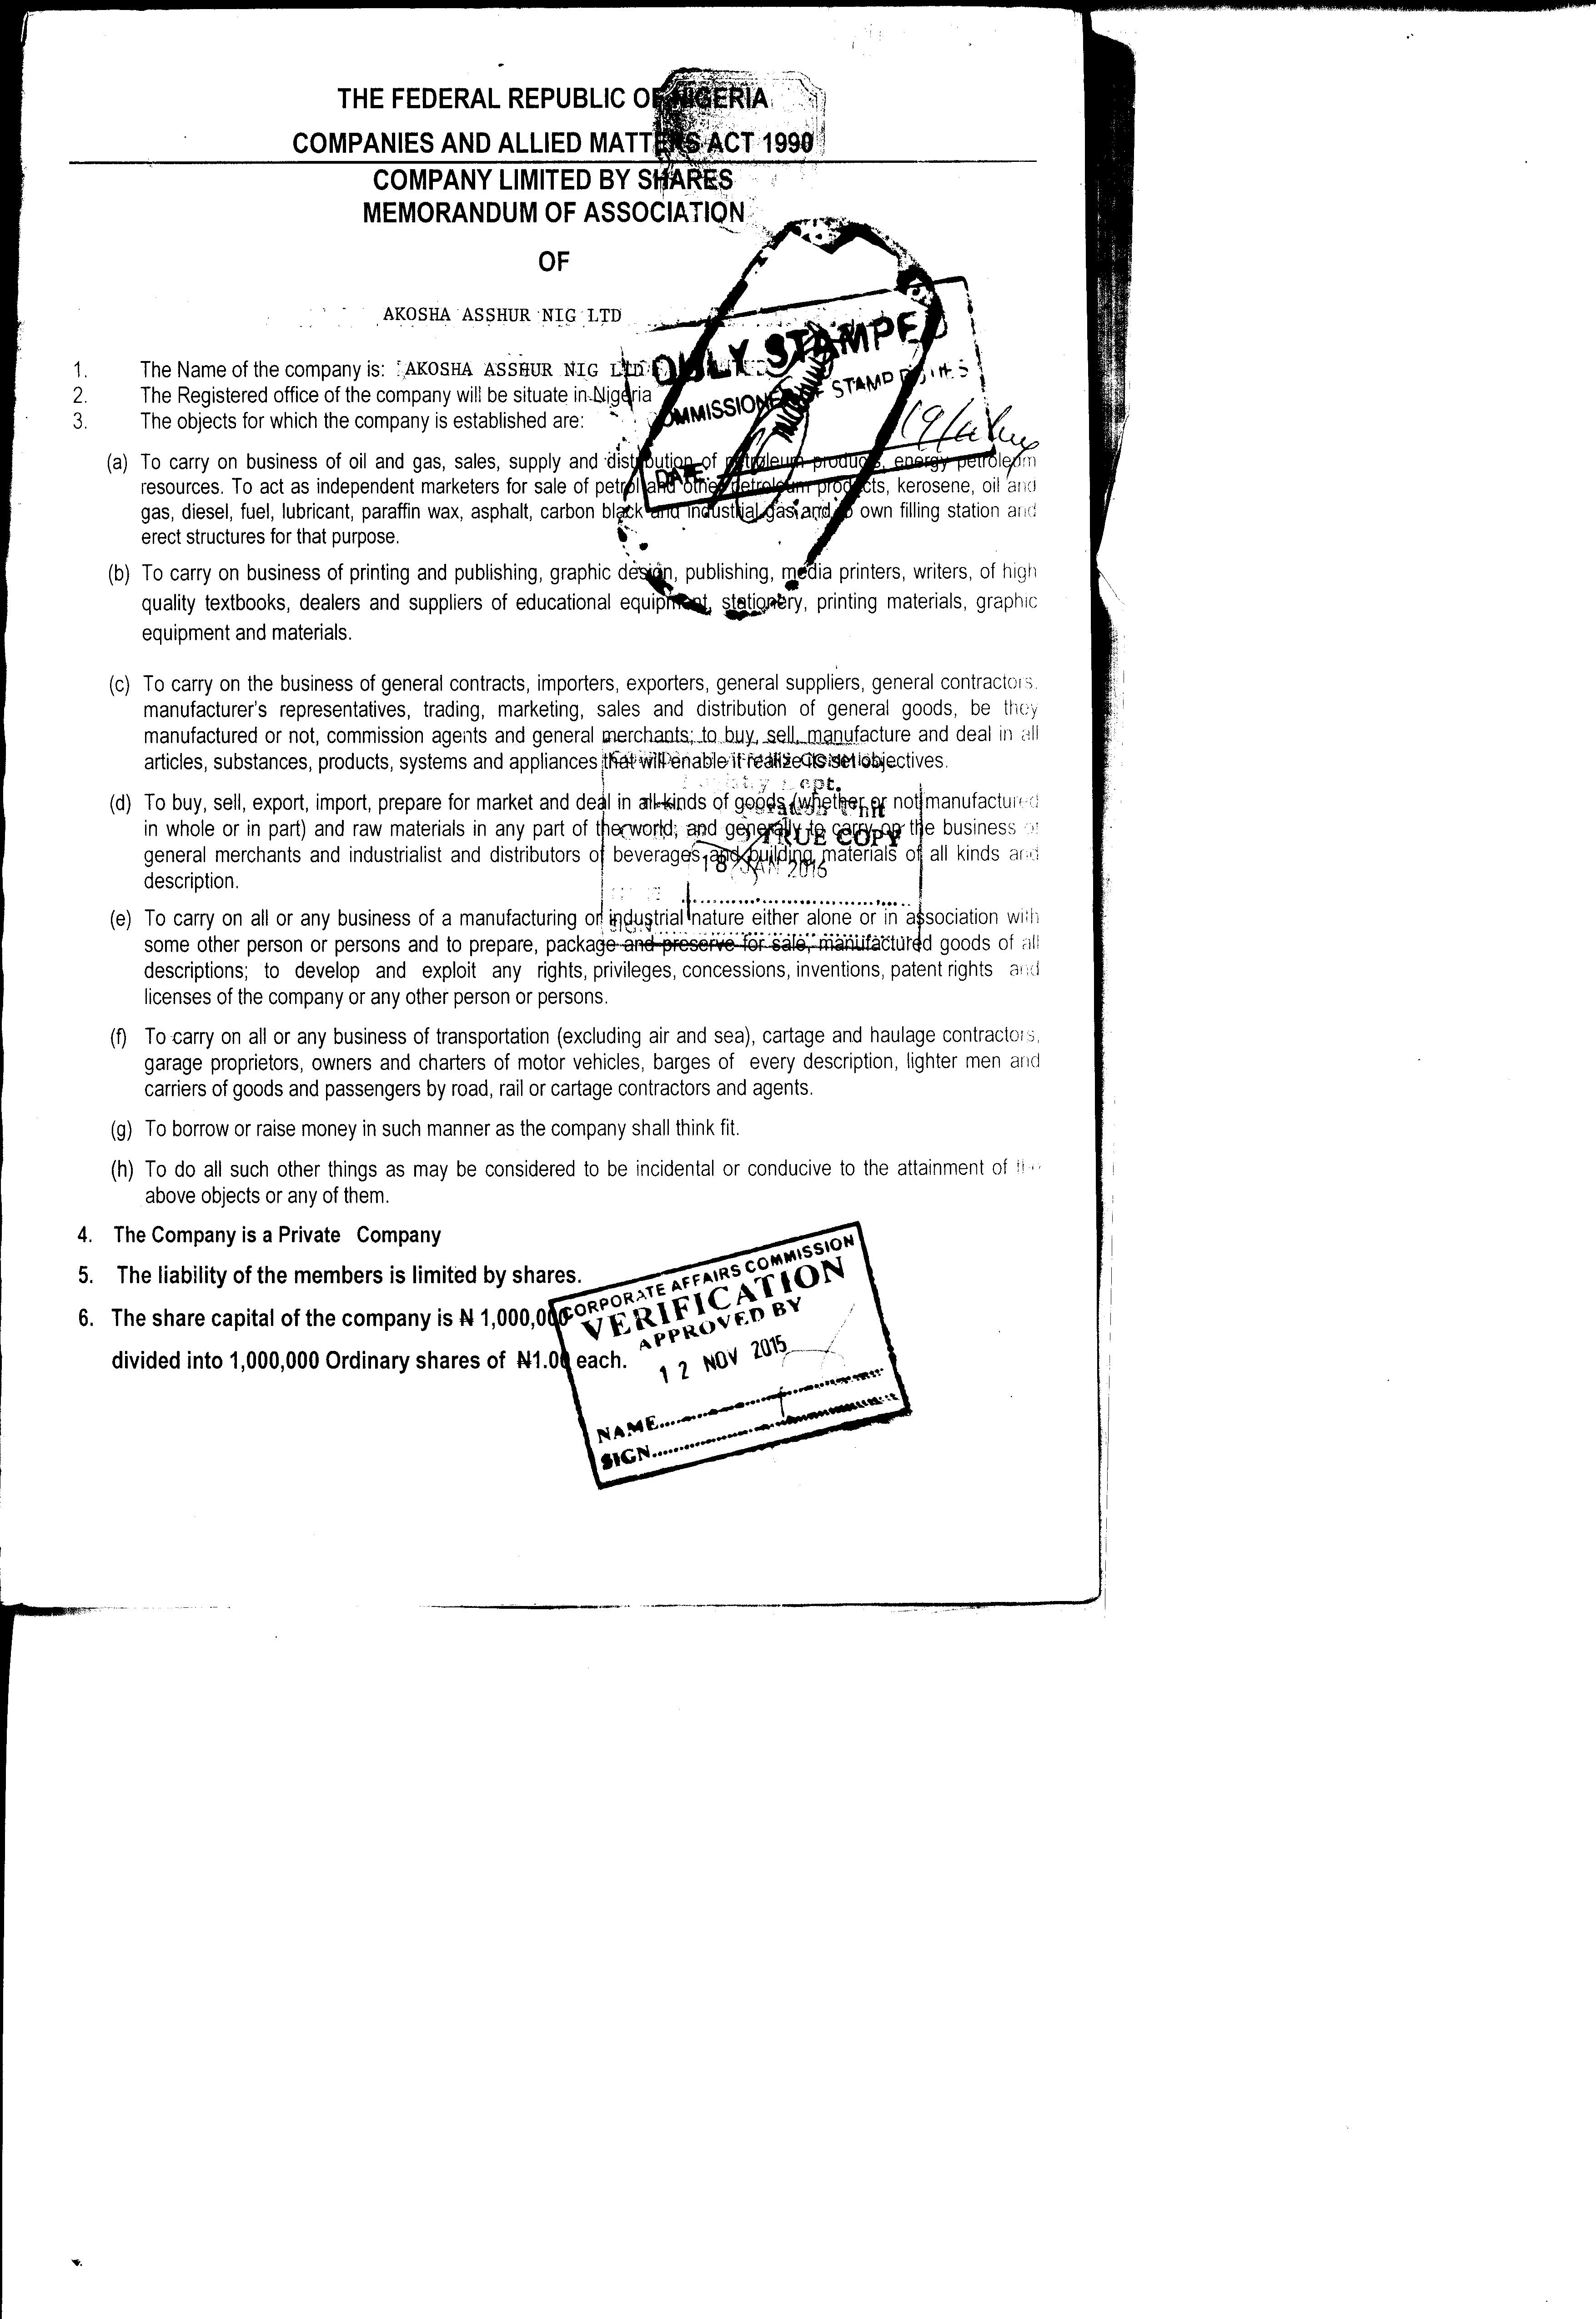 THE FEDERAL REPUBLIC OF NIGERIA
COMPANIES AND ALLIED MATTERS ACT 1990
COMPANY LIMITED BY SHARES
MEMORANDUM OF ASSOCIATION
OF
AKOSHA ASSHUR NIG LTD
DULY STAMPED
COMMISSIONER OF STAMP DUTIES
DATE:
1. The Name of the company is: AKOSHA ASSHUR NIG LTD
2. The Registered office of the company will be situate in Nigeria
3. The objects for which the company is established are:
(a) To carry on business of oil and gas, sales, supply and distribution of petroleum products, energy petroleum
resources. To act as independent marketers for sale of petrol and other petroleum products, kerosene, oil and
gas, diesel, fuel, lubricant, paraffin wax, asphalt, carbon black and industrial gas and to own filling station and
erect structures for that purpose.
(b) To carry on business of printing and publishing, graphic design, publishing, media printers, writers, of high
quality textbooks, dealers and suppliers of educational equipment, stationery, printing materials, graphic
equipment and materials.
(c) To carry on the business of general contracts, importers, exporters, general suppliers, general contractors,
manufacturer's representatives, trading, marketing, sales and distribution of general goods, be they
manufactured or not, commission agents and general merchants; to buy, sell, manufacture and deal in all
articles, substances, products, systems and appliances that will enable it realize its set objectives.
(d) To buy, sell, export, import, prepare for market and deal in all kinds of goods (whether or not manufactured
in whole or in part) and raw materials in any part of the world; and generally to carry on the business of
general merchants and industrialist and distributors of beverages and building materials of all kinds and
description.
TRUE COPY
18 JAN 2016
SIGN
(e) To carry on all or any business of a manufacturing or industrial nature either alone or in association with
some other person or persons and to prepare, package and preserve for sale, manufactured goods of all
descriptions; to develop and exploit any rights, privileges, concessions, inventions, patent rights and
licenses of the company or any other person or persons.
(f) To carry on all or any business of transportation (excluding air and sea), cartage and haulage contractors,
garage proprietors, owners and charters of motor vehicles, barges of every description, lighter men and
carriers of goods and passengers by road, rail or cartage contractors and agents.
(g) To borrow or raise money in such manner as the company shall think fit.
(h) To do all such other things as may be considered to be incidental or conducive to the attainment of the
above objects or any of them.
4. The Company is a Private Company
5. The liability of the members is limited by shares.
6. The share capital of the company is ₦ 1,000,000
divided into 1,000,000 Ordinary shares of ₦1.00 each.
CORPORATE AFFAIRS COMMISSION
VERIFICATION
APPROVED BY
12 NOV 2015
NAME
SIGN